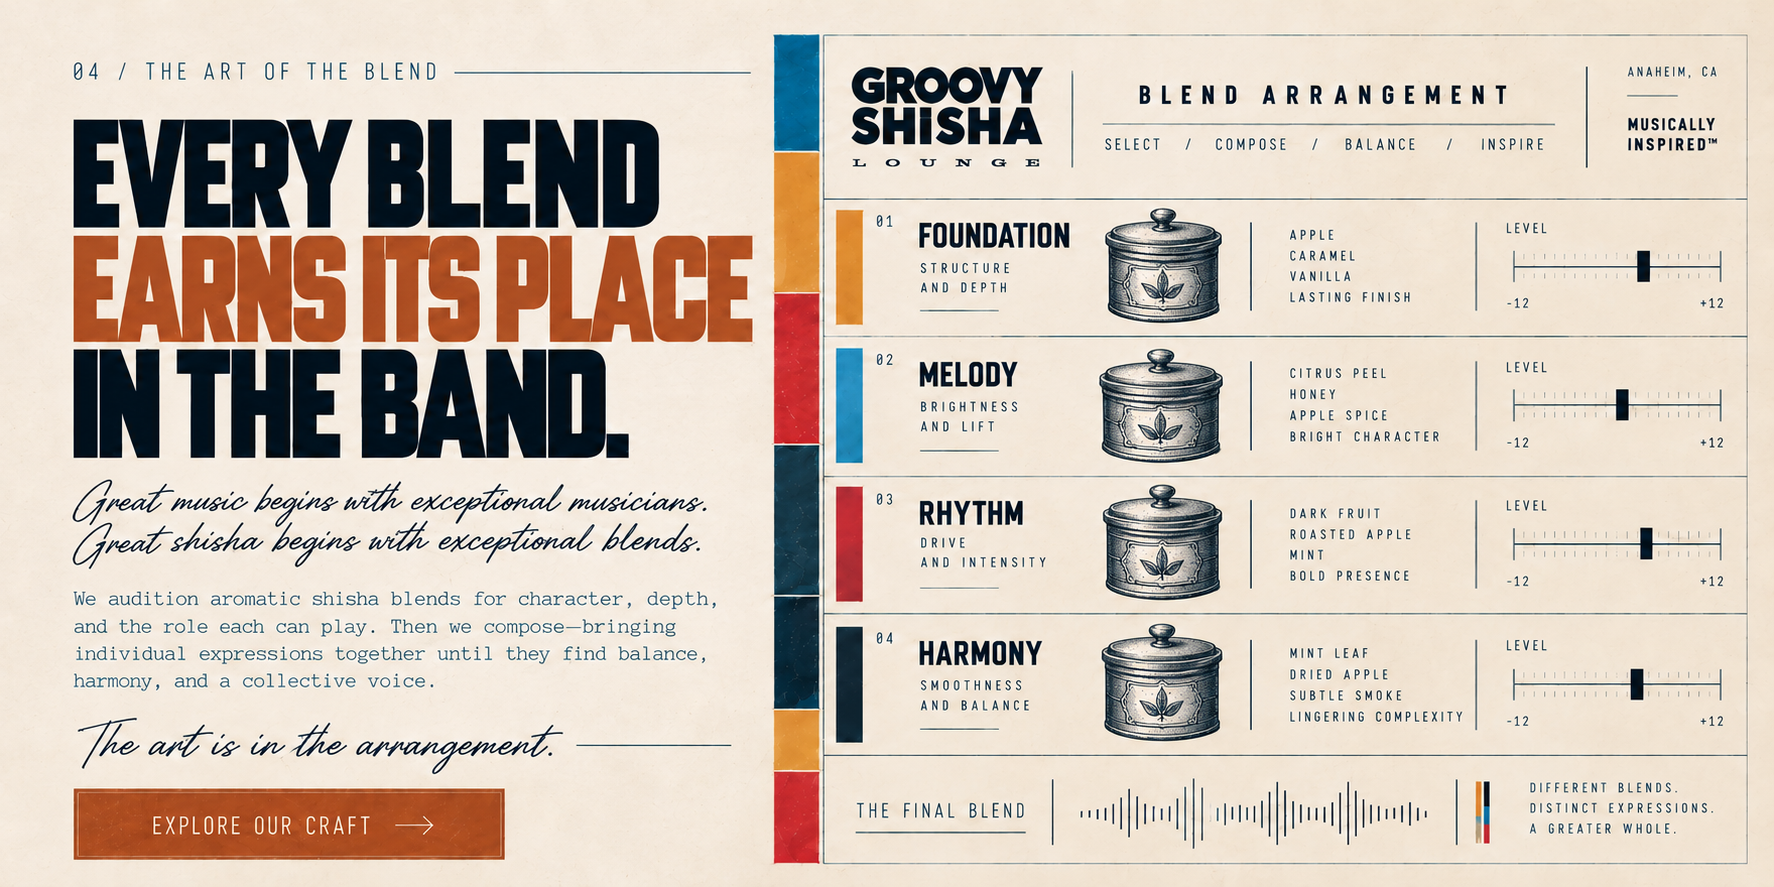 04 / THE ART OF THE BLEND
EVERY BLEND
EARNS ITS PLACE
IN THE BAND.
Great music begins with exceptional musicians.
Great shisha begins with exceptional blends.
We audition aromatic shisha blends for character, depth,
and the role each can play. Then we compose—bringing
individual expressions together until they find balance,
harmony, and a collective voice.
The art is in the arrangement.
EXPLORE OUR CRAFT →
GROOVY
SHiSHA
LOUNGE
BLEND ARRANGEMENT
SELECT / COMPOSE / BALANCE / INSPIRE
ANAHEIM, CA
MUSICALLY
INSPIRED™
01
FOUNDATION
STRUCTURE
AND DEPTH
APPLE
CARAMEL
VANILLA
LASTING FINISH
LEVEL
-12 +12
02
MELODY
BRIGHTNESS
AND LIFT
CITRUS PEEL
HONEY
APPLE SPICE
BRIGHT CHARACTER
LEVEL
-12 +12
03
RHYTHM
DRIVE
AND INTENSITY
DARK FRUIT
ROASTED APPLE
MINT
BOLD PRESENCE
LEVEL
-12 +12
04
HARMONY
SMOOTHNESS
AND BALANCE
MINT LEAF
DRIED APPLE
SUBTLE SMOKE
LINGERING COMPLEXITY
LEVEL
-12 +12
THE FINAL BLEND
DIFFERENT BLENDS.
DISTINCT EXPRESSIONS.
A GREATER WHOLE.